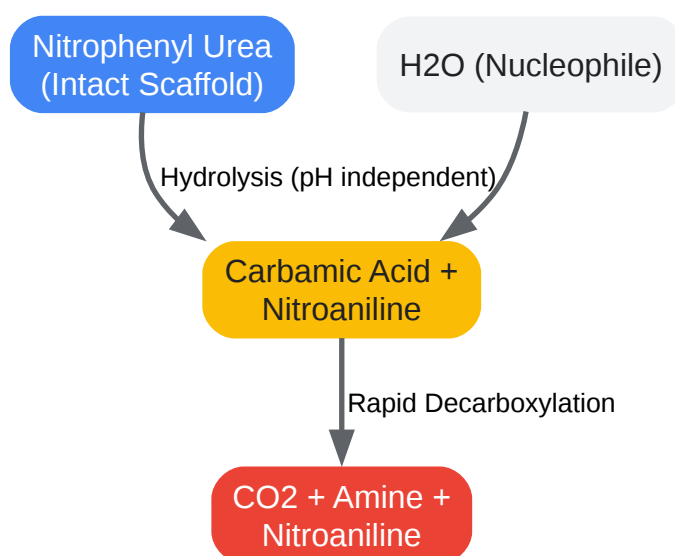 Nitrophenyl Urea
(Intact Scaffold)
H2O (Nucleophile)
Hydrolysis (pH independent)
Carbamic Acid +
Nitroaniline
Rapid Decarboxylation
CO2 + Amine +
Nitroaniline